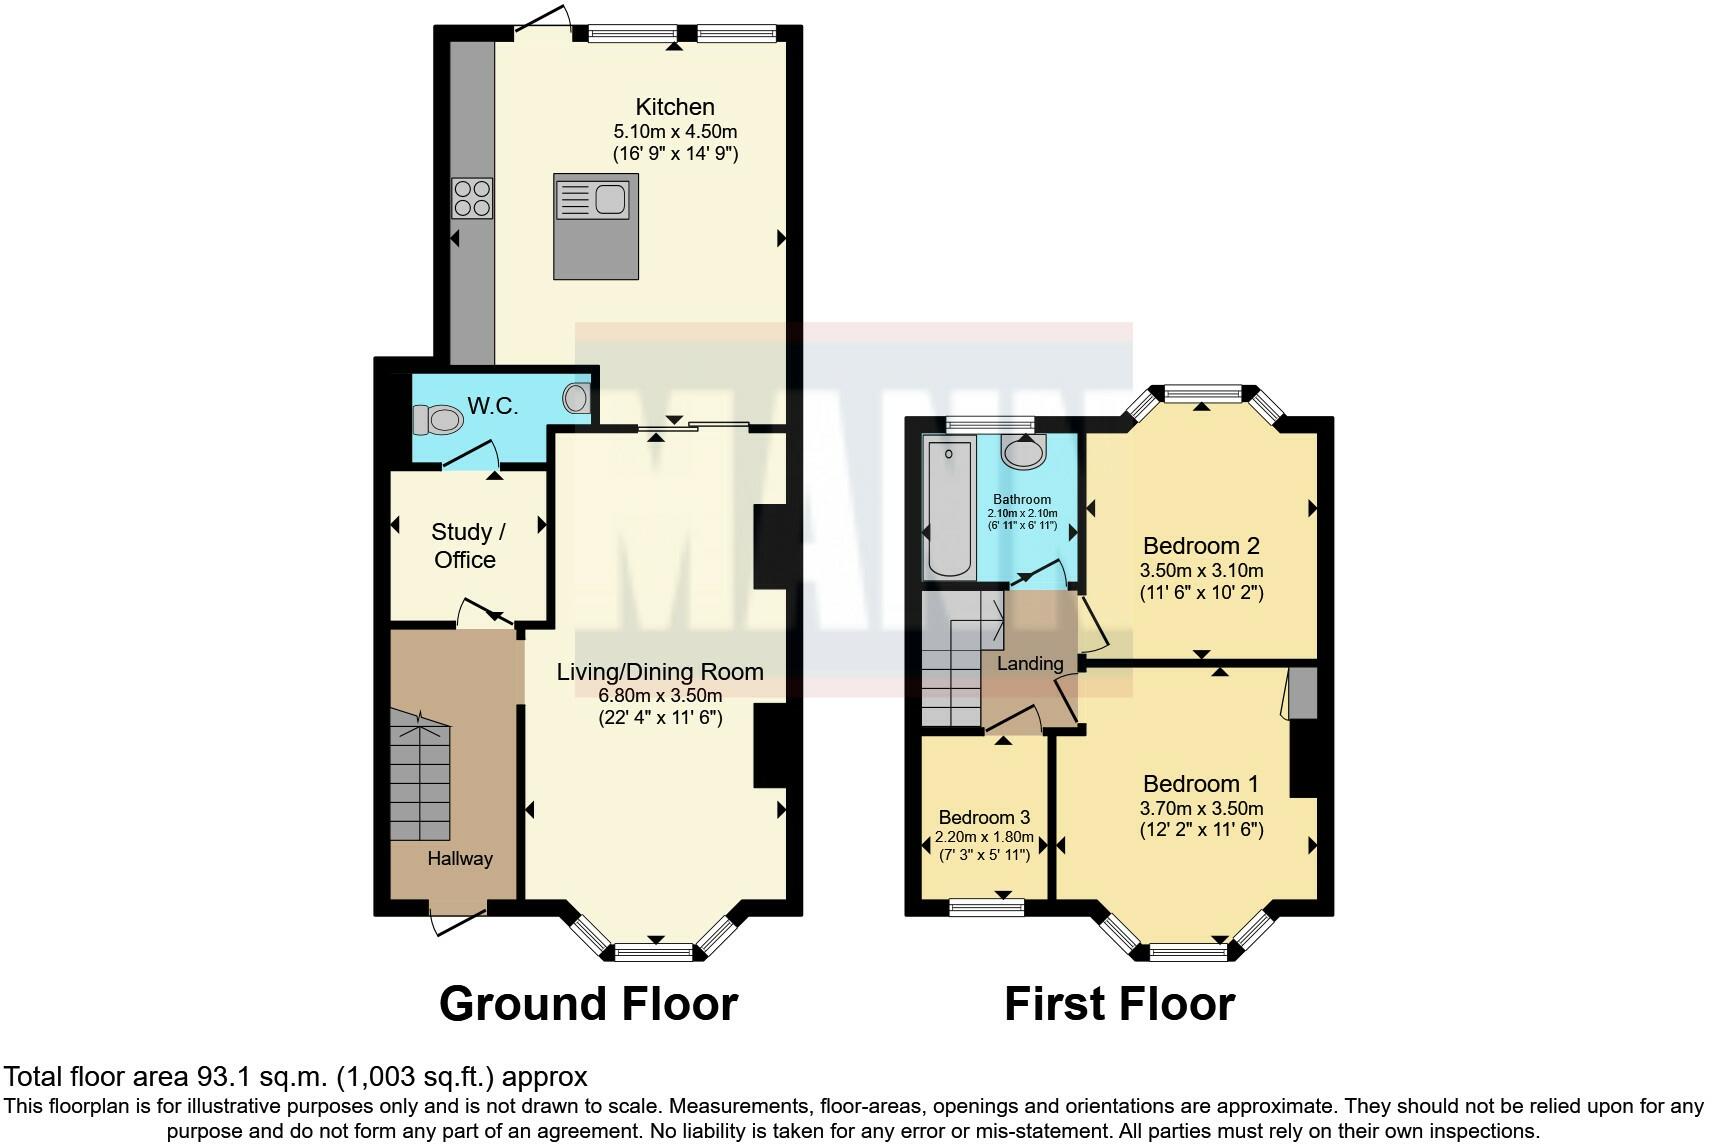 Kitchen
5.10m x 4.50m
(16' 9" x 14' 9")
W.C.
Study /
Office
Living/Dining Room
6.80m x 3.50m
(22' 4" x 11' 6")
Hallway
MANN
Bathroom
2.10m x 2.10m
(6' 11" x 6' 11")
Bedroom 2
3.50m x 3.10m
(11' 6" x 10' 2")
Landing
Bedroom 1
3.70m x 3.50m
(12' 2" x 11' 6")
Bedroom 3
2.20m x 1.80m
(7' 3" x 5' 11")
Ground Floor
First Floor
Total floor area 93.1 sq.m. (1,003 sq.ft.) approx
This floorplan is for illustrative purposes only and is not drawn to scale. Measurements, floor-areas, openings and orientations are approximate. They should not be relied upon for any
purpose and do not form any part of an agreement. No liability is taken for any error or mis-statement. All parties must rely on their own inspections.